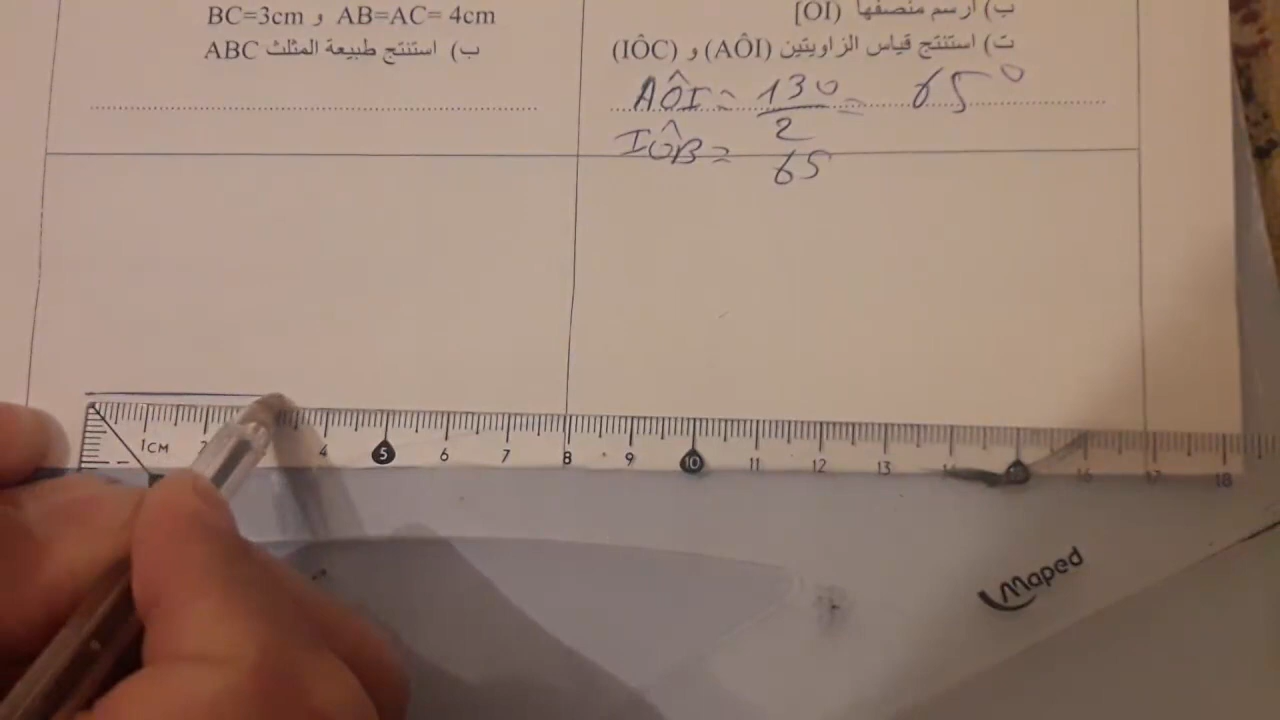 ب) ارسم منصفها [OI)
ت) استنتج قياس الزاويتين (AÔI) و (IÔC)
AÔI = 130/2 = 65°
IÔB = 65
AB=AC= 4cm و BC=3cm
ب) استنتج طبيعة المثلث ABC
1CM 2 4 5 6 7 8 9 10 11 12 13 14 16 17 18
Maped